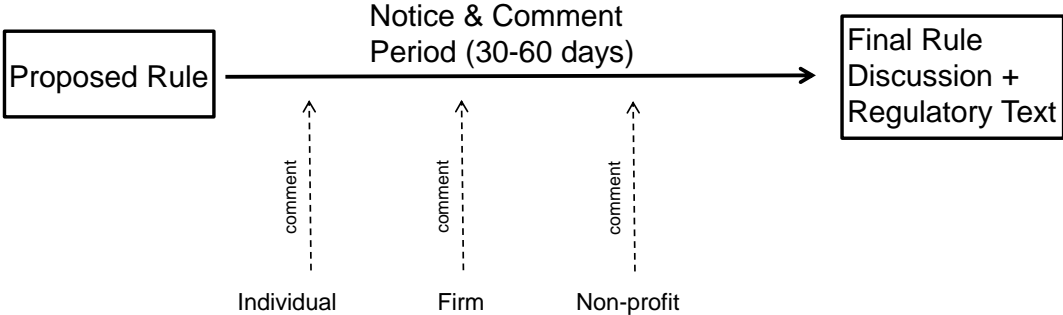 Notice & Comment
Period (30-60 days)
Proposed Rule
Final Rule
Discussion +
Regulatory Text
comment
comment
comment
Individual
Firm
Non-profit